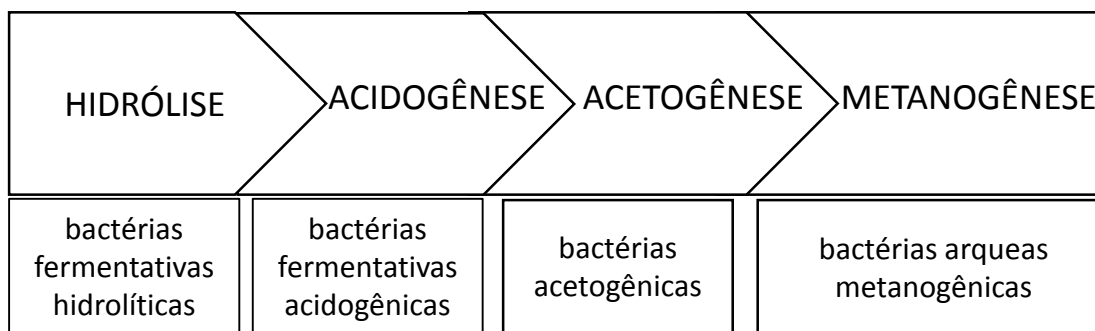 HIDRÓLISE
ACIDOGÊNESE
ACETOGÊNESE
METANOGÊNESE
bactérias
fermentativas
hidrolíticas
bactérias
fermentativas
acidogênicas
bactérias
acetogênicas
bactérias arqueas
metanogênicas